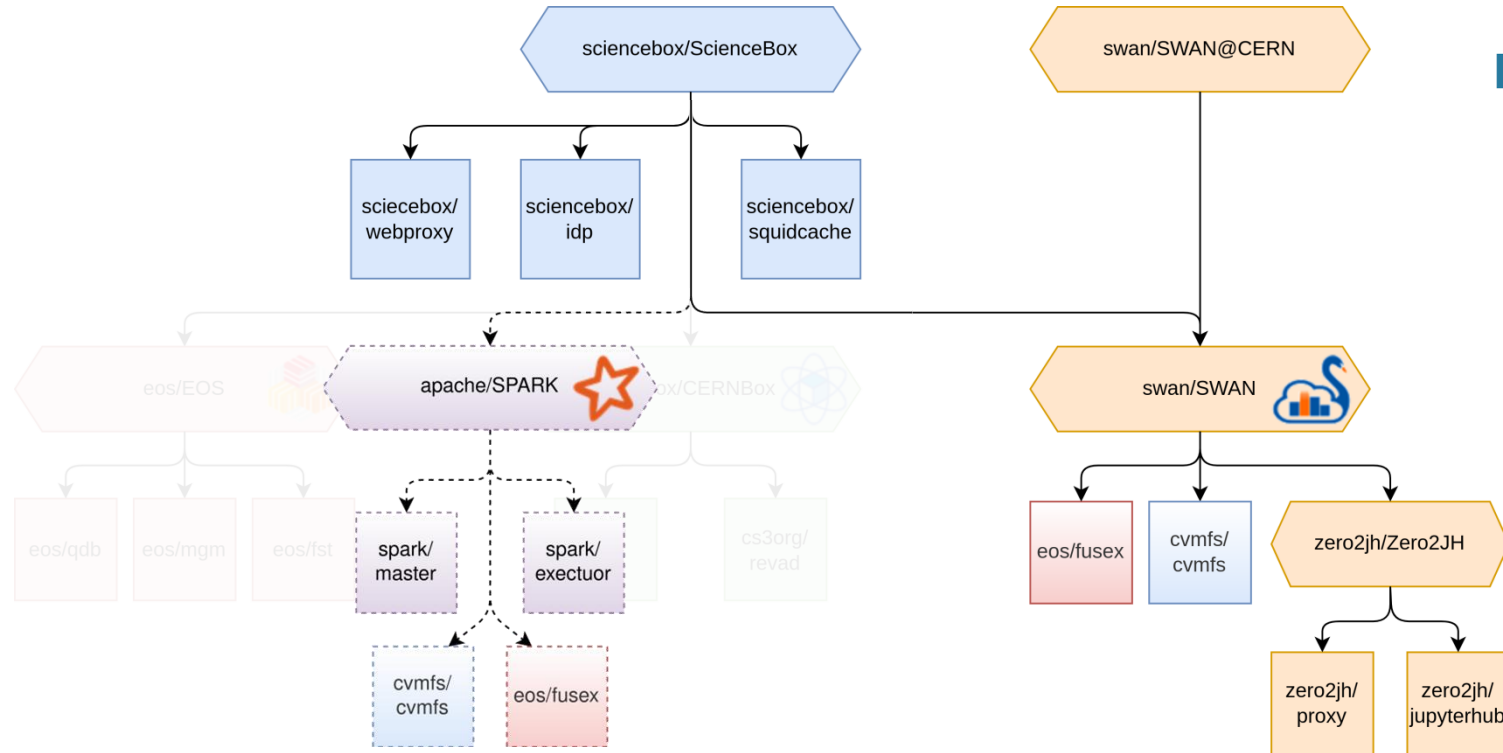 sciencebox/ScienceBox
swan/SWAN@CERN
sciecebox/
webproxy
sciencebox/
idp
sciencebox/
squidcache
eos/EOS
apache/SPARK
ox/CERNBox
swan/SWAN
eos/qdb
eos/mgm
eos/fst
spark/
master
spark/
exectuor
cs3org/
revad
eos/fusex
cvmfs/
cvmfs
zero2jh/Zero2JH
cvmfs/
cvmfs
eos/fusex
zero2jh/
proxy
zero2jh/
jupyterhub